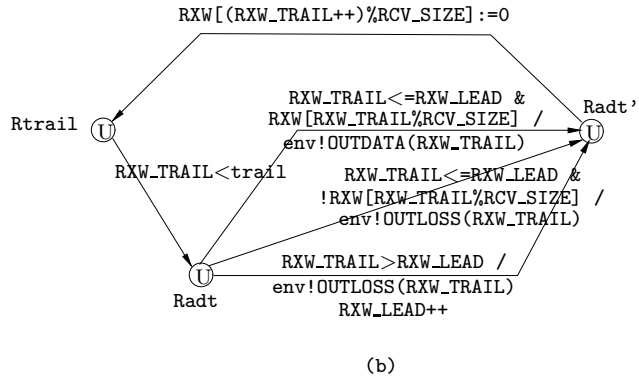 RXW[(RXW_TRAIL++)%RCV_SIZE]:=0
RXW_TRAIL<=RXW_LEAD &
RXW[RXW_TRAIL%RCV_SIZE] /
env!OUTDATA(RXW_TRAIL)
Radt'
U
Rtrail
U
RXW_TRAIL<trail
RXW_TRAIL<=RXW_LEAD &
!RXW[RXW_TRAIL%RCV_SIZE] /
env!OUTLOSS(RXW_TRAIL)
U
Radt
RXW_TRAIL>RXW_LEAD /
env!OUTLOSS(RXW_TRAIL)
RXW_LEAD++
(b)